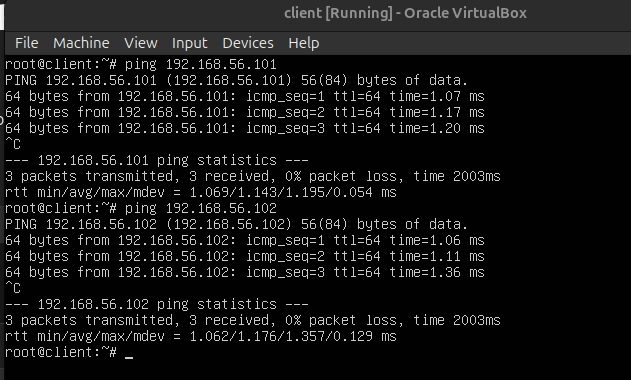 client [Running] - Oracle VirtualBox
File Machine View Input Devices Help
root@client:~# ping 192.168.56.101
PING 192.168.56.101 (192.168.56.101) 56(84) bytes of data.
64 bytes from 192.168.56.101: icmp_seq=1 ttl=64 time=1.07 ms
64 bytes from 192.168.56.101: icmp_seq=2 ttl=64 time=1.17 ms
64 bytes from 192.168.56.101: icmp_seq=3 ttl=64 time=1.20 ms
^C
--- 192.168.56.101 ping statistics ---
3 packets transmitted, 3 received, 0% packet loss, time 2003ms
rtt min/avg/max/mdev = 1.069/1.143/1.195/0.054 ms
root@client:~# ping 192.168.56.102
PING 192.168.56.102 (192.168.56.102) 56(84) bytes of data.
64 bytes from 192.168.56.102: icmp_seq=1 ttl=64 time=1.06 ms
64 bytes from 192.168.56.102: icmp_seq=2 ttl=64 time=1.11 ms
64 bytes from 192.168.56.102: icmp_seq=3 ttl=64 time=1.36 ms
^C
--- 192.168.56.102 ping statistics ---
3 packets transmitted, 3 received, 0% packet loss, time 2003ms
rtt min/avg/max/mdev = 1.062/1.176/1.357/0.129 ms
root@client:~# _